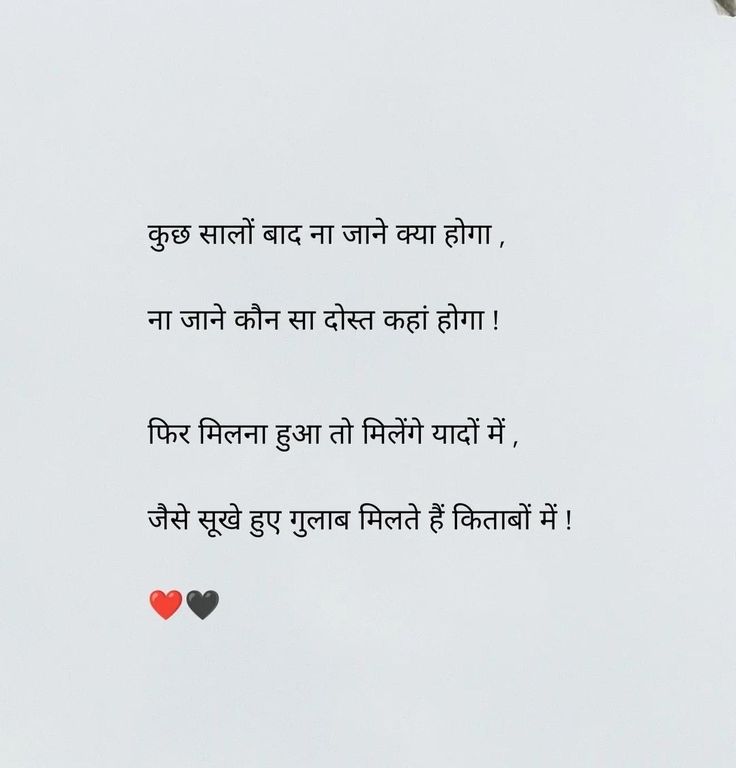 कुछ सालों बाद ना जाने क्या होगा ,
ना जाने कौन सा दोस्त कहां होगा !
फिर मिलना हुआ तो मिलेंगे यादों में ,
जैसे सूखे हुए गुलाब मिलते हैं किताबों में !
❤️🖤